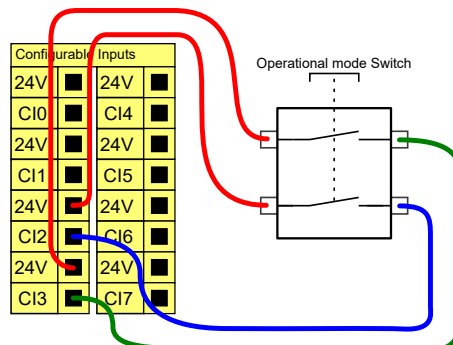 Configurable Inputs
Operational mode Switch
24V 24V
CI0 CI4
24V 24V
CI1 CI5
24V 24V
CI2 CI6
24V 24V
CI3 CI7